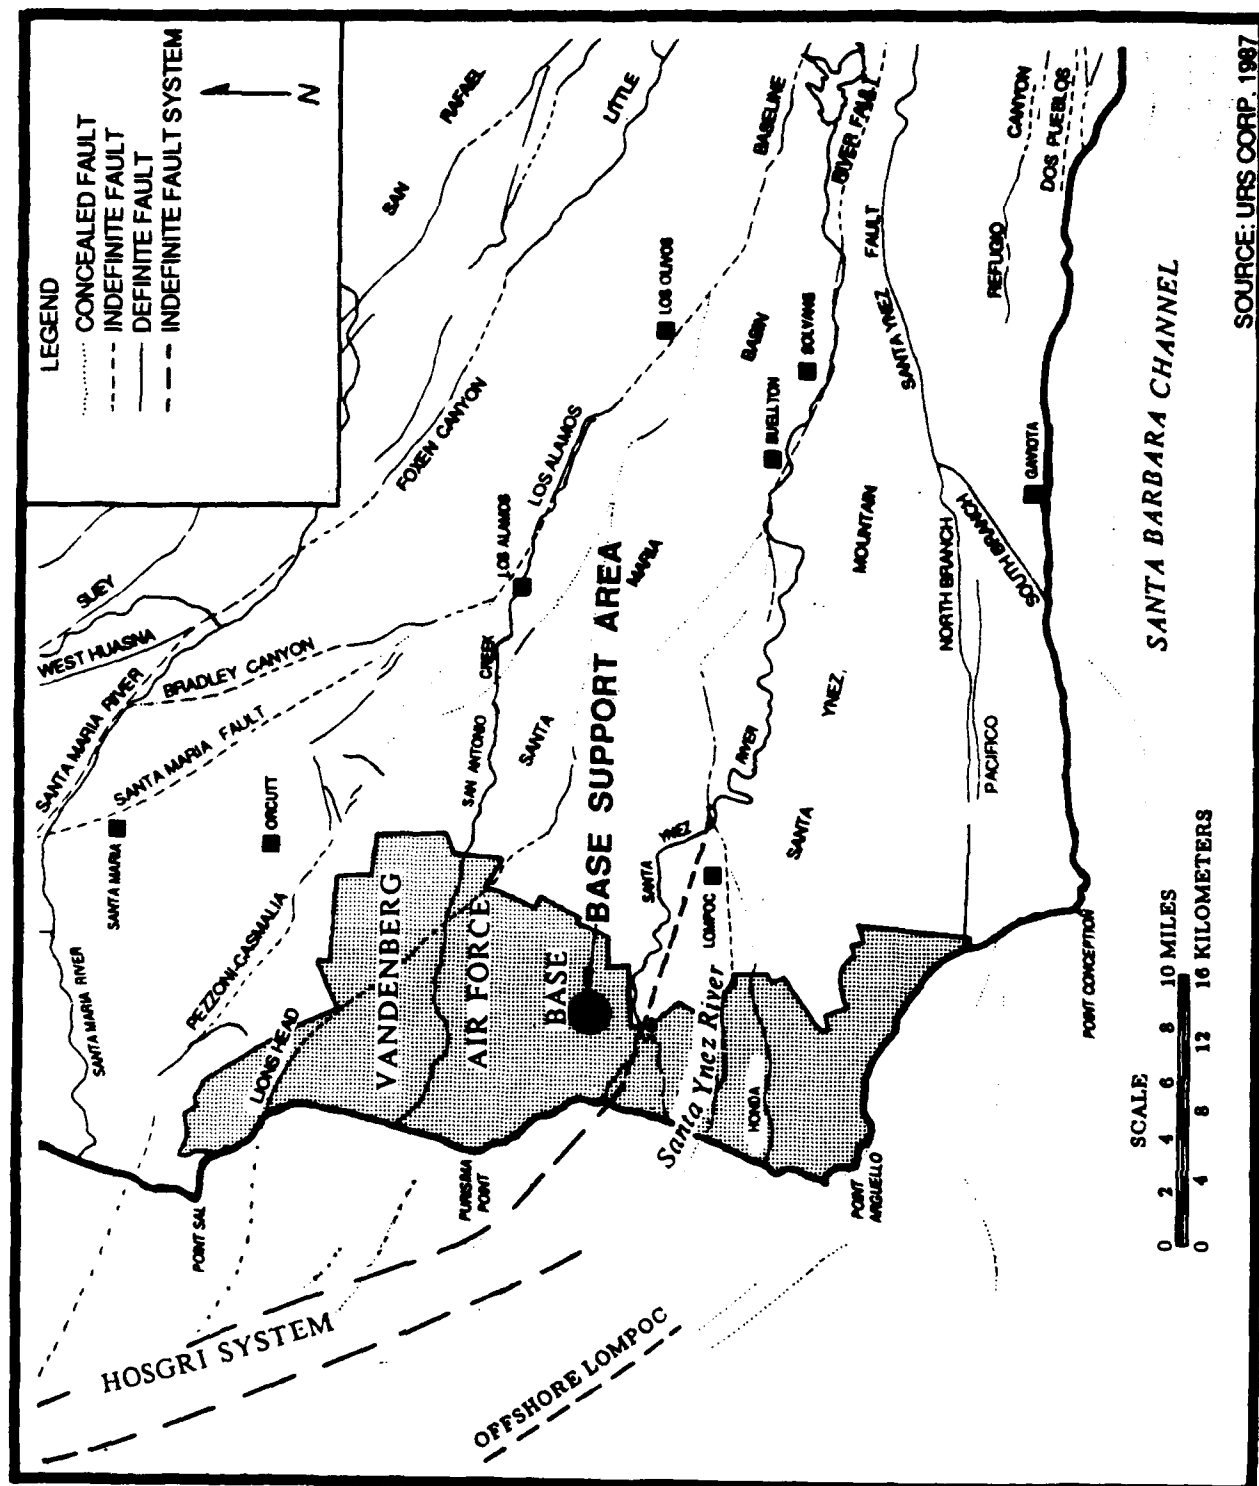 LEGEND
CONCEALED FAULT
INDEFINITE FAULT
DEFINITE FAULT
INDEFINITE FAULT SYSTEM
N
SANTA MARIA RIVER
WEST HUASNA
SUEY
SAN
RAFAEL
LITTLE
SANTA MARIA FAULT
BRADLEY CANYON
FOXEN CANYON
SANTA MARIA
ORCUTT
SANTA MARIA RIVER
PEZZONI-CASMALIA
LIONS HEAD
POINT SAL
HOSGRI SYSTEM
LOS ALAMOS
LOS ALAMOS
SAN ANTONIO
CREEK
VANDENBERG
AIR FORCE
BASE
BASE SUPPORT AREA
PURISIMA
POINT
SANTA
MARIA
BASIN
LOS OLIVOS
BASELINE
SOLVANG
BUELLTON
RIVER FAULT
OFFSHORE LOMPOC
SANTA
YNEZ
RIVER
LOMPOC
Santa Ynez River
HONDA
SANTA
YNEZ
MOUNTAIN
SANTA YNEZ
FAULT
NORTH BRANCH
SOUTH BRANCH
PACIFICO
REFUGIO
CANYON
DOS PUEBLOS
GAVIOTA
POINT
ARGUELLO
POINT CONCEPTION
SANTA BARBARA CHANNEL
SCALE
0 2 4 6 8 10 MILES
0 4 8 12 16 KILOMETERS
SOURCE: URS CORP. 1987